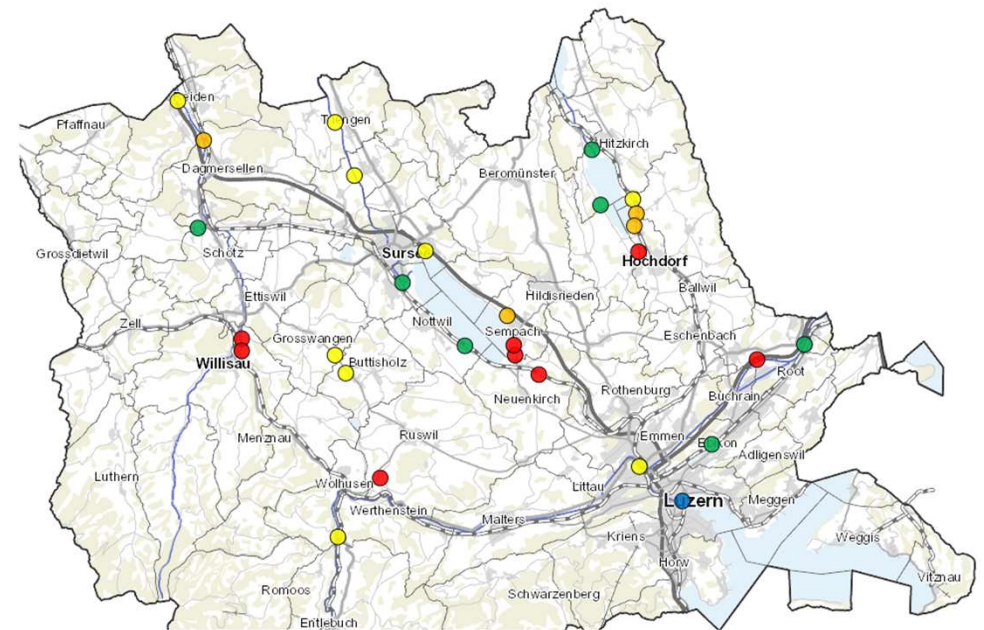 Pfaffnau
Hitzkirch
Dagmersellen
Beromünster
Grossdietwil
Schötz
Hochdorf
Ballwil
Ettiswil
Hildisrieden
Nottwil
Zell
Sempach
Grosswangen
Eschenbach
Willisau
Buttisholz
Root
Rothenburg
Buchrain
Neuenkirch
Menznau
Ruswil
Emmen
Adligenswil
Luthern
Wolhusen
Littau
Werthenstein
Malters
Meggen
Kriens
Weggis
Horw
Vitznau
Romoos
Schwarzenberg
Entlebuch